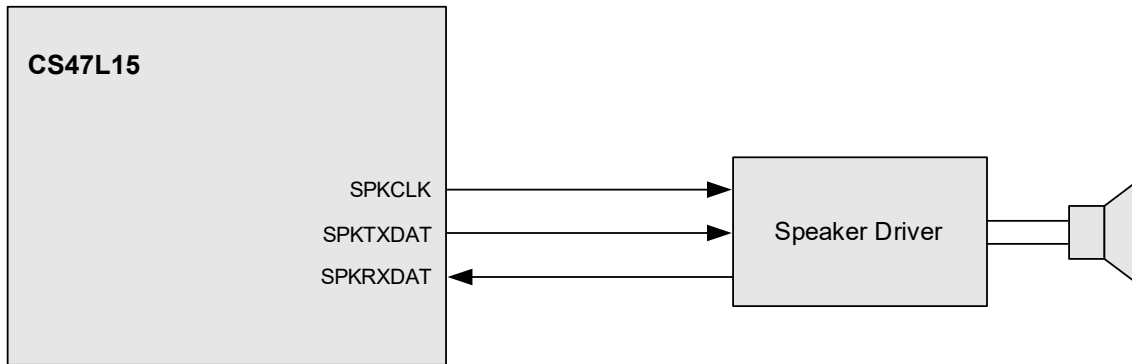 CS47L15
SPKCLK
SPKTXDAT
SPKRXDAT
Speaker Driver